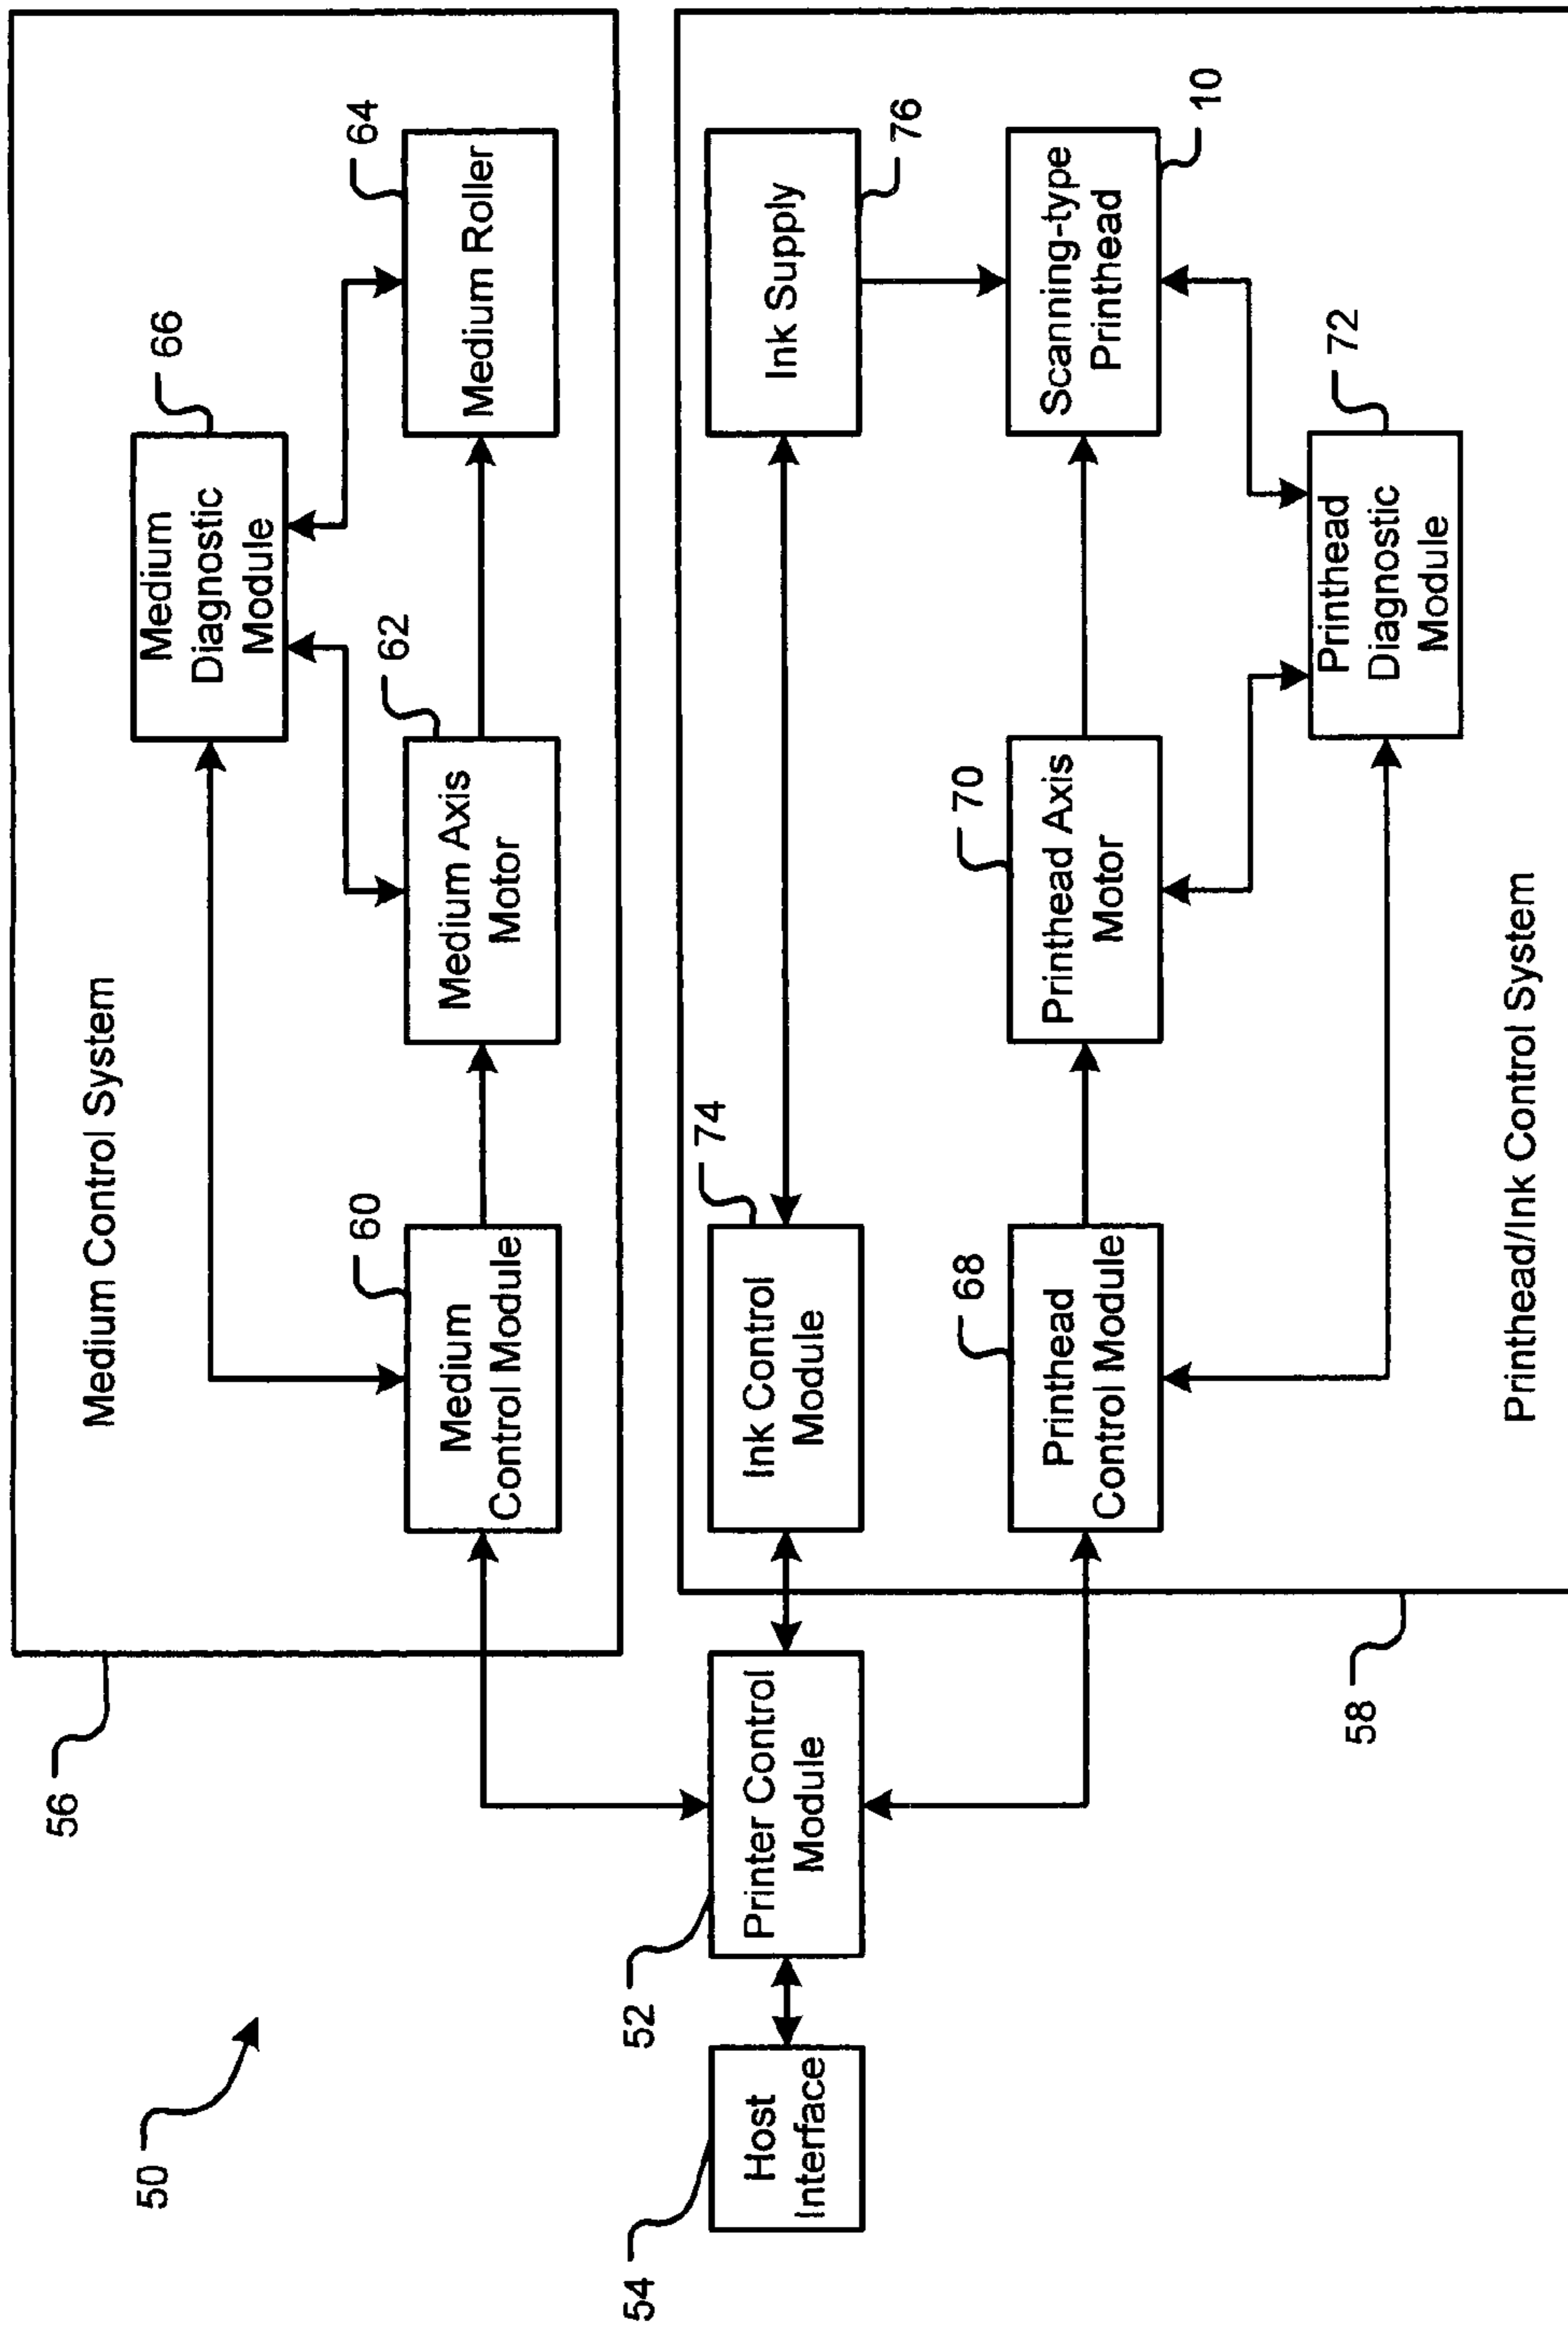 50
56
Medium Control System
66
Medium
Diagnostic
Module
60
Medium
Control Module
62
Medium Axis
Motor
64
Medium Roller
54
Host
Interface
52
Printer Control
Module
74
Ink Control
Module
Ink Supply
76
68
Printhead
Control Module
70
Printhead Axis
Motor
Scanning-type
Printhead
10
72
Printhead
Diagnostic
Module
58
Printhead/Ink Control System